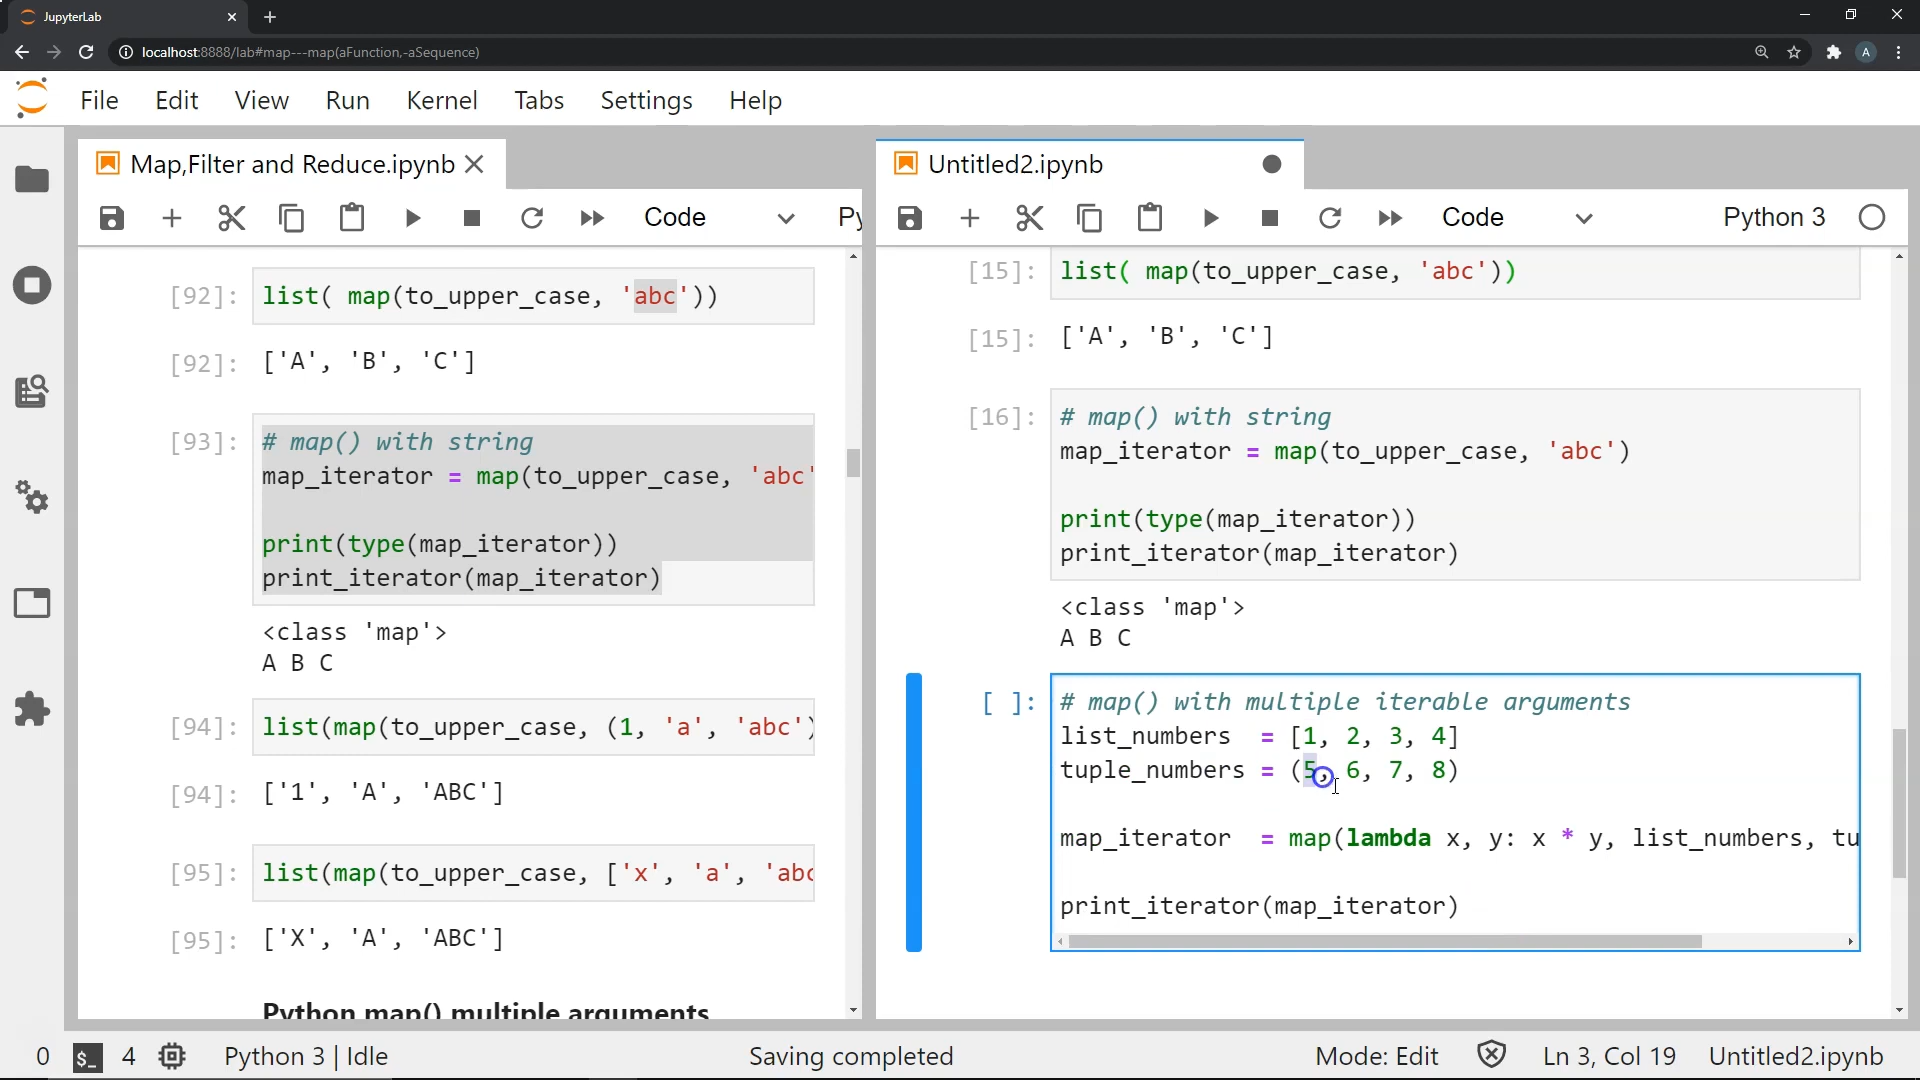 JupyterLab
localhost:8888/lab#map---map(aFunction,-aSequence)
A
File Edit View Run Kernel Tabs Settings Help
Map,Filter and Reduce.ipynb
Code
Py
[92]: list( map(to_upper_case, 'abc'))
[92]: ['A', 'B', 'C']
[93]: # map() with string
map_iterator = map(to_upper_case, 'abc'
print(type(map_iterator))
print_iterator(map_iterator)
<class 'map'>
A B C
[94]: list(map(to_upper_case, (1, 'a', 'abc')
[94]: ['1', 'A', 'ABC']
[95]: list(map(to_upper_case, ['x', 'a', 'abc
[95]: ['X', 'A', 'ABC']
Python map() multiple arguments
Untitled2.ipynb
Code
Python 3
[15]: list( map(to_upper_case, 'abc'))
[15]: ['A', 'B', 'C']
[16]: # map() with string
map_iterator = map(to_upper_case, 'abc')
print(type(map_iterator))
print_iterator(map_iterator)
<class 'map'>
A B C
[ ]: # map() with multiple iterable arguments
list_numbers = [1, 2, 3, 4]
tuple_numbers = (5, 6, 7, 8)
map_iterator = map(lambda x, y: x * y, list_numbers, tu
print_iterator(map_iterator)
0 $_ 4 Python 3 | Idle Saving completed Mode: Edit Ln 3, Col 19 Untitled2.ipynb